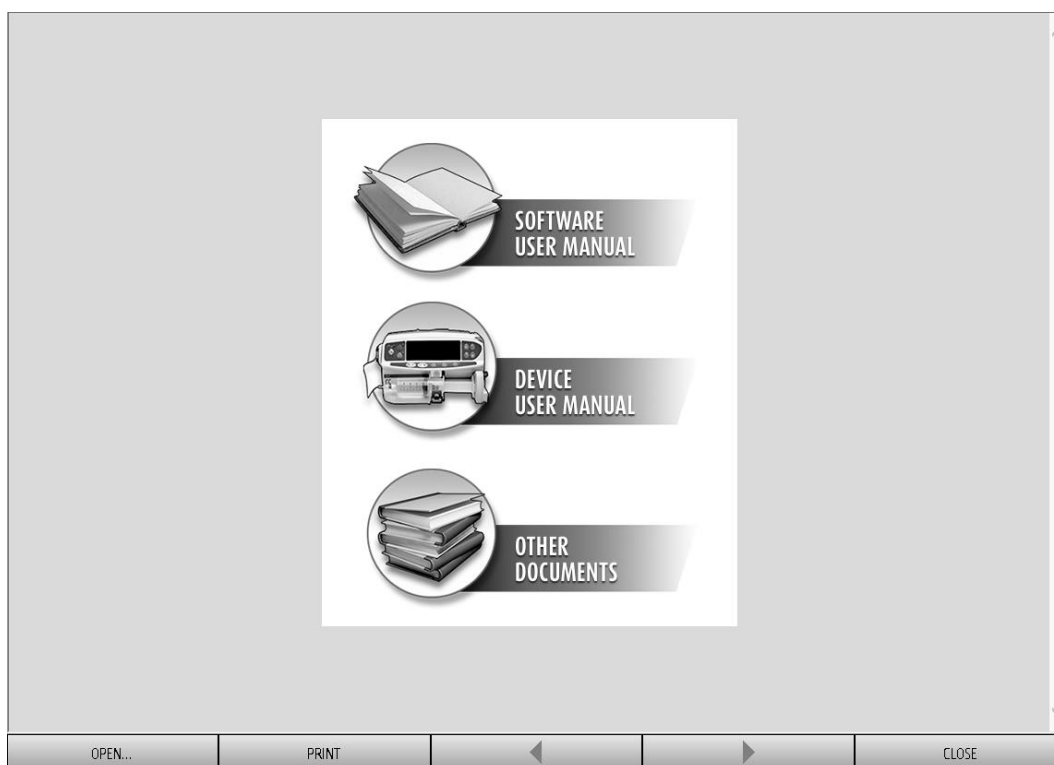 SOFTWARE
USER MANUAL
DEVICE
USER MANUAL
OTHER
DOCUMENTS
OPEN...
PRINT
CLOSE